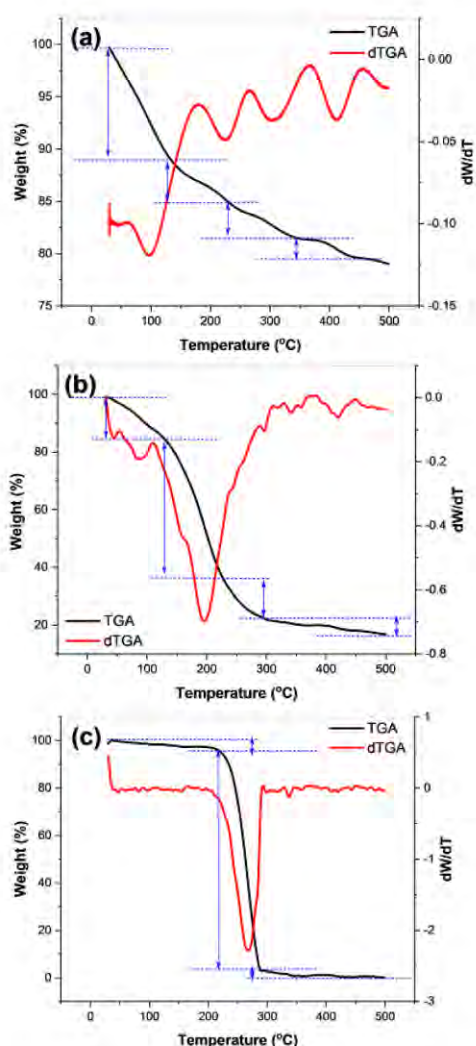 (a)
TGA
dTGA
100
95
90
85
80
75
Weight (%)
0.00
-0.05
-0.10
-0.15
dW/dT
0 100 200 300 400 500
Temperature (°C)
(b)
100
80
60
40
20
Weight (%)
0.0
-0.2
-0.4
-0.6
-0.8
dW/dT
TGA
dTGA
0 100 200 300 400 500
Temperature (°C)
(c)
TGA
dTGA
100
80
60
40
20
0
Weight (%)
1
0
-1
-2
-3
dW/dT
0 100 200 300 400 500
Temperature (°C)